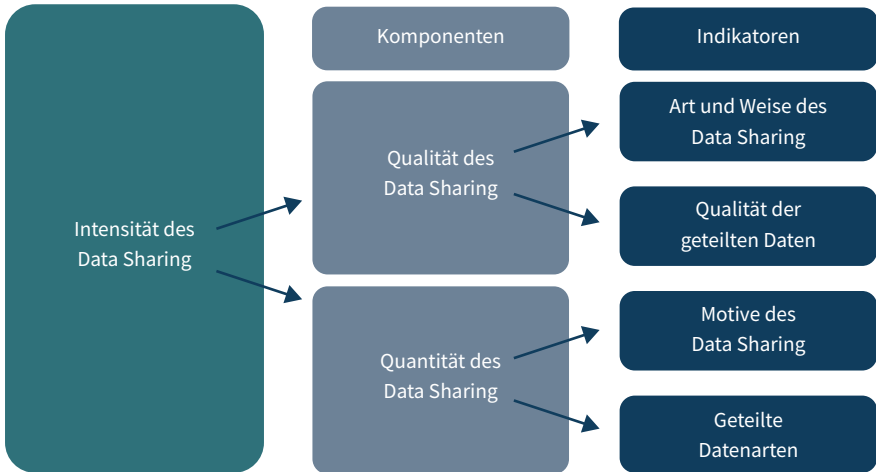 Komponenten
Indikatoren
Intensität des
Data Sharing
Qualität des
Data Sharing
Art und Weise des
Data Sharing
Qualität der
geteilten Daten
Quantität des
Data Sharing
Motive des
Data Sharing
Geteilte
Datenarten